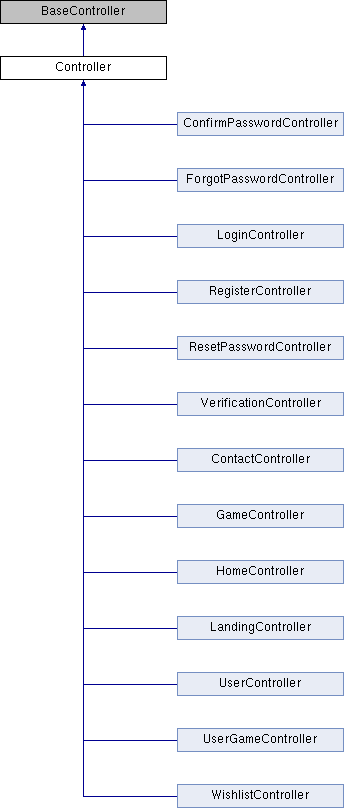 BaseController
Controller
ConfirmPasswordController
ForgotPasswordController
LoginController
RegisterController
ResetPasswordController
VerificationController
ContactController
GameController
HomeController
LandingController
UserController
UserGameController
WishlistController